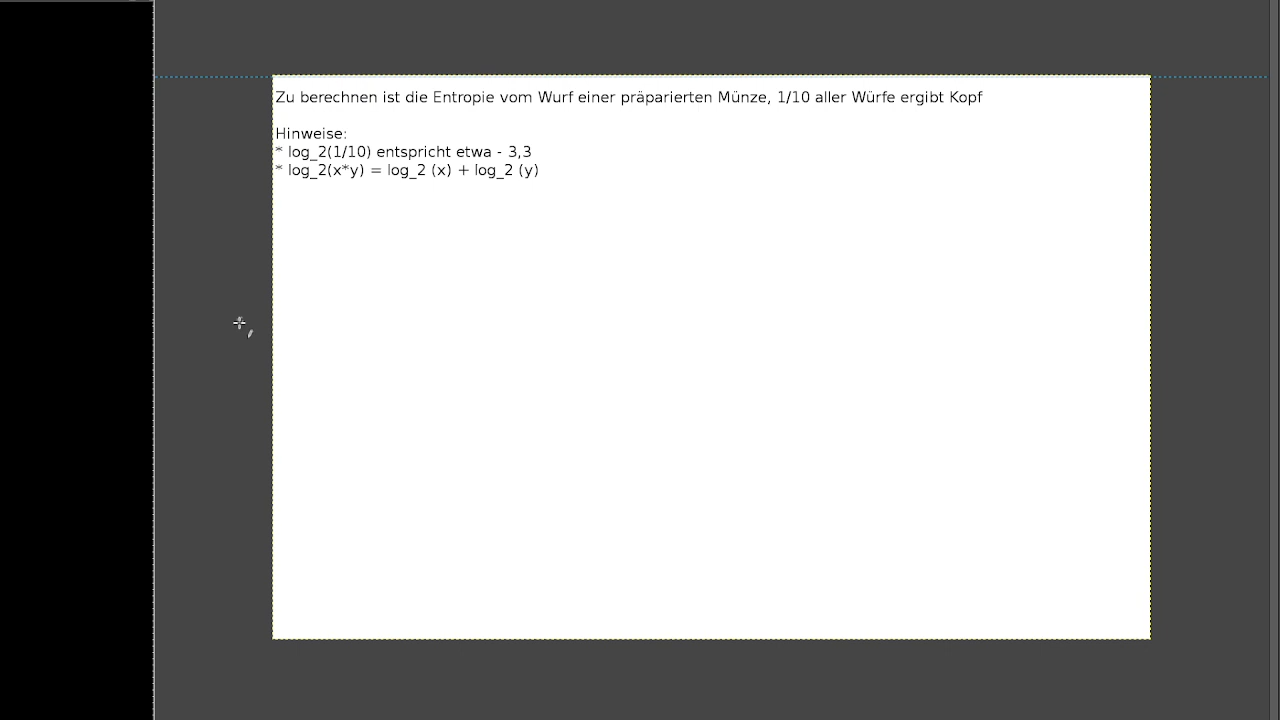 Zu berechnen ist die Entropie vom Wurf einer präparierten Münze, 1/10 aller Würfe ergibt Kopf
Hinweise:
* log_2(1/10) entspricht etwa - 3,3
* log_2(x*y) = log_2 (x) + log_2 (y)